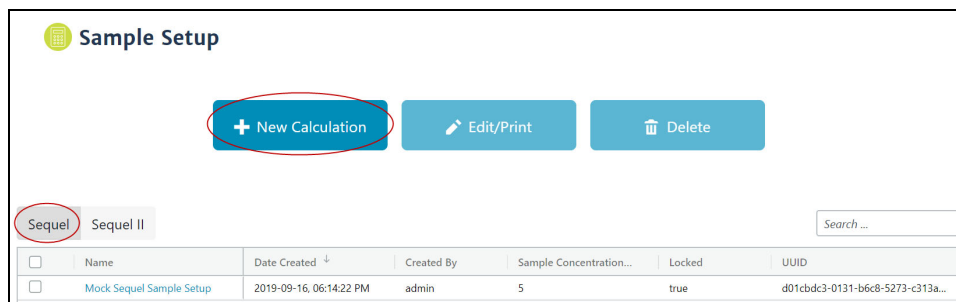 Sample Setup
New Calculation Edit/Print Delete
Sequel Sequel II Search ...
Name Date Created Created By Sample Concentration... Locked UUID
Mock Sequel Sample Setup 2019-09-16, 06:14:22 PM admin 5 true d01cbdc3-0131-b6c8-5273-c313a...